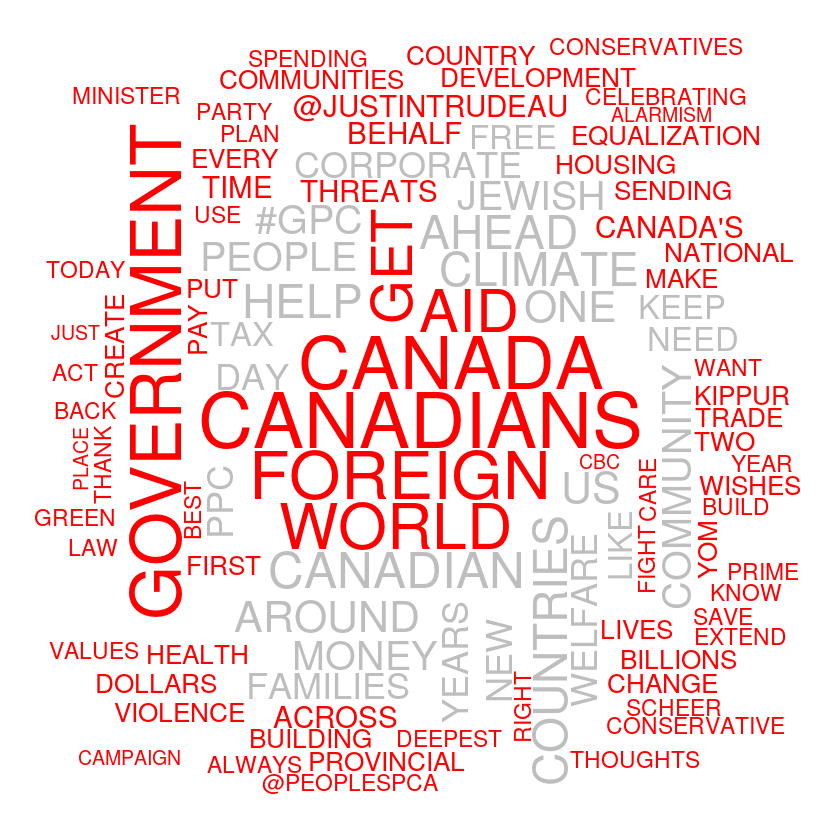 CONSERVATIVES
SPENDING
COUNTRY
COMMUNITIES
DEVELOPMENT
MINISTER
CELEBRATING
PARTY
@JUSTINTRUDEAU
ALARMISM
PLAN
BEHALF
FREE
EQUALIZATION
EVERY
CORPORATE
HOUSING
TIME
THREATS
JEWISH
SENDING
USE
#GPC
GET
AHEAD
CANADA'S
PEOPLE
NATIONAL
TODAY
CLIMATE
MAKE
PUT
HELP
AID
ONE
KEEP
GOVERNMENT
CREATE
JUST
PAY
TAX
NEED
ACT
DAY
CANADA
WANT
BACK
KIPPUR
CANADIANS
TRADE
TWO
PLACE
THANK
FOREIGN
CBC
YEAR
COMMUNITY
CARE
WISHES
GREEN
BEST
PPC
US
BUILD
LAW
WORLD
LIKE
FIGHT
YOM
FIRST
CANADIAN
PRIME
KNOW
AROUND
COUNTRIES
WELFARE
SAVE
LIVES
EXTEND
VALUES
HEALTH
MONEY
YEARS
NEW
BILLIONS
DOLLARS
FAMILIES
CHANGE
VIOLENCE
ACROSS
RIGHT
SCHEER
CONSERVATIVE
BUILDING
DEEPEST
CAMPAIGN
ALWAYS
PROVINCIAL
THOUGHTS
@PEOPLESPCA